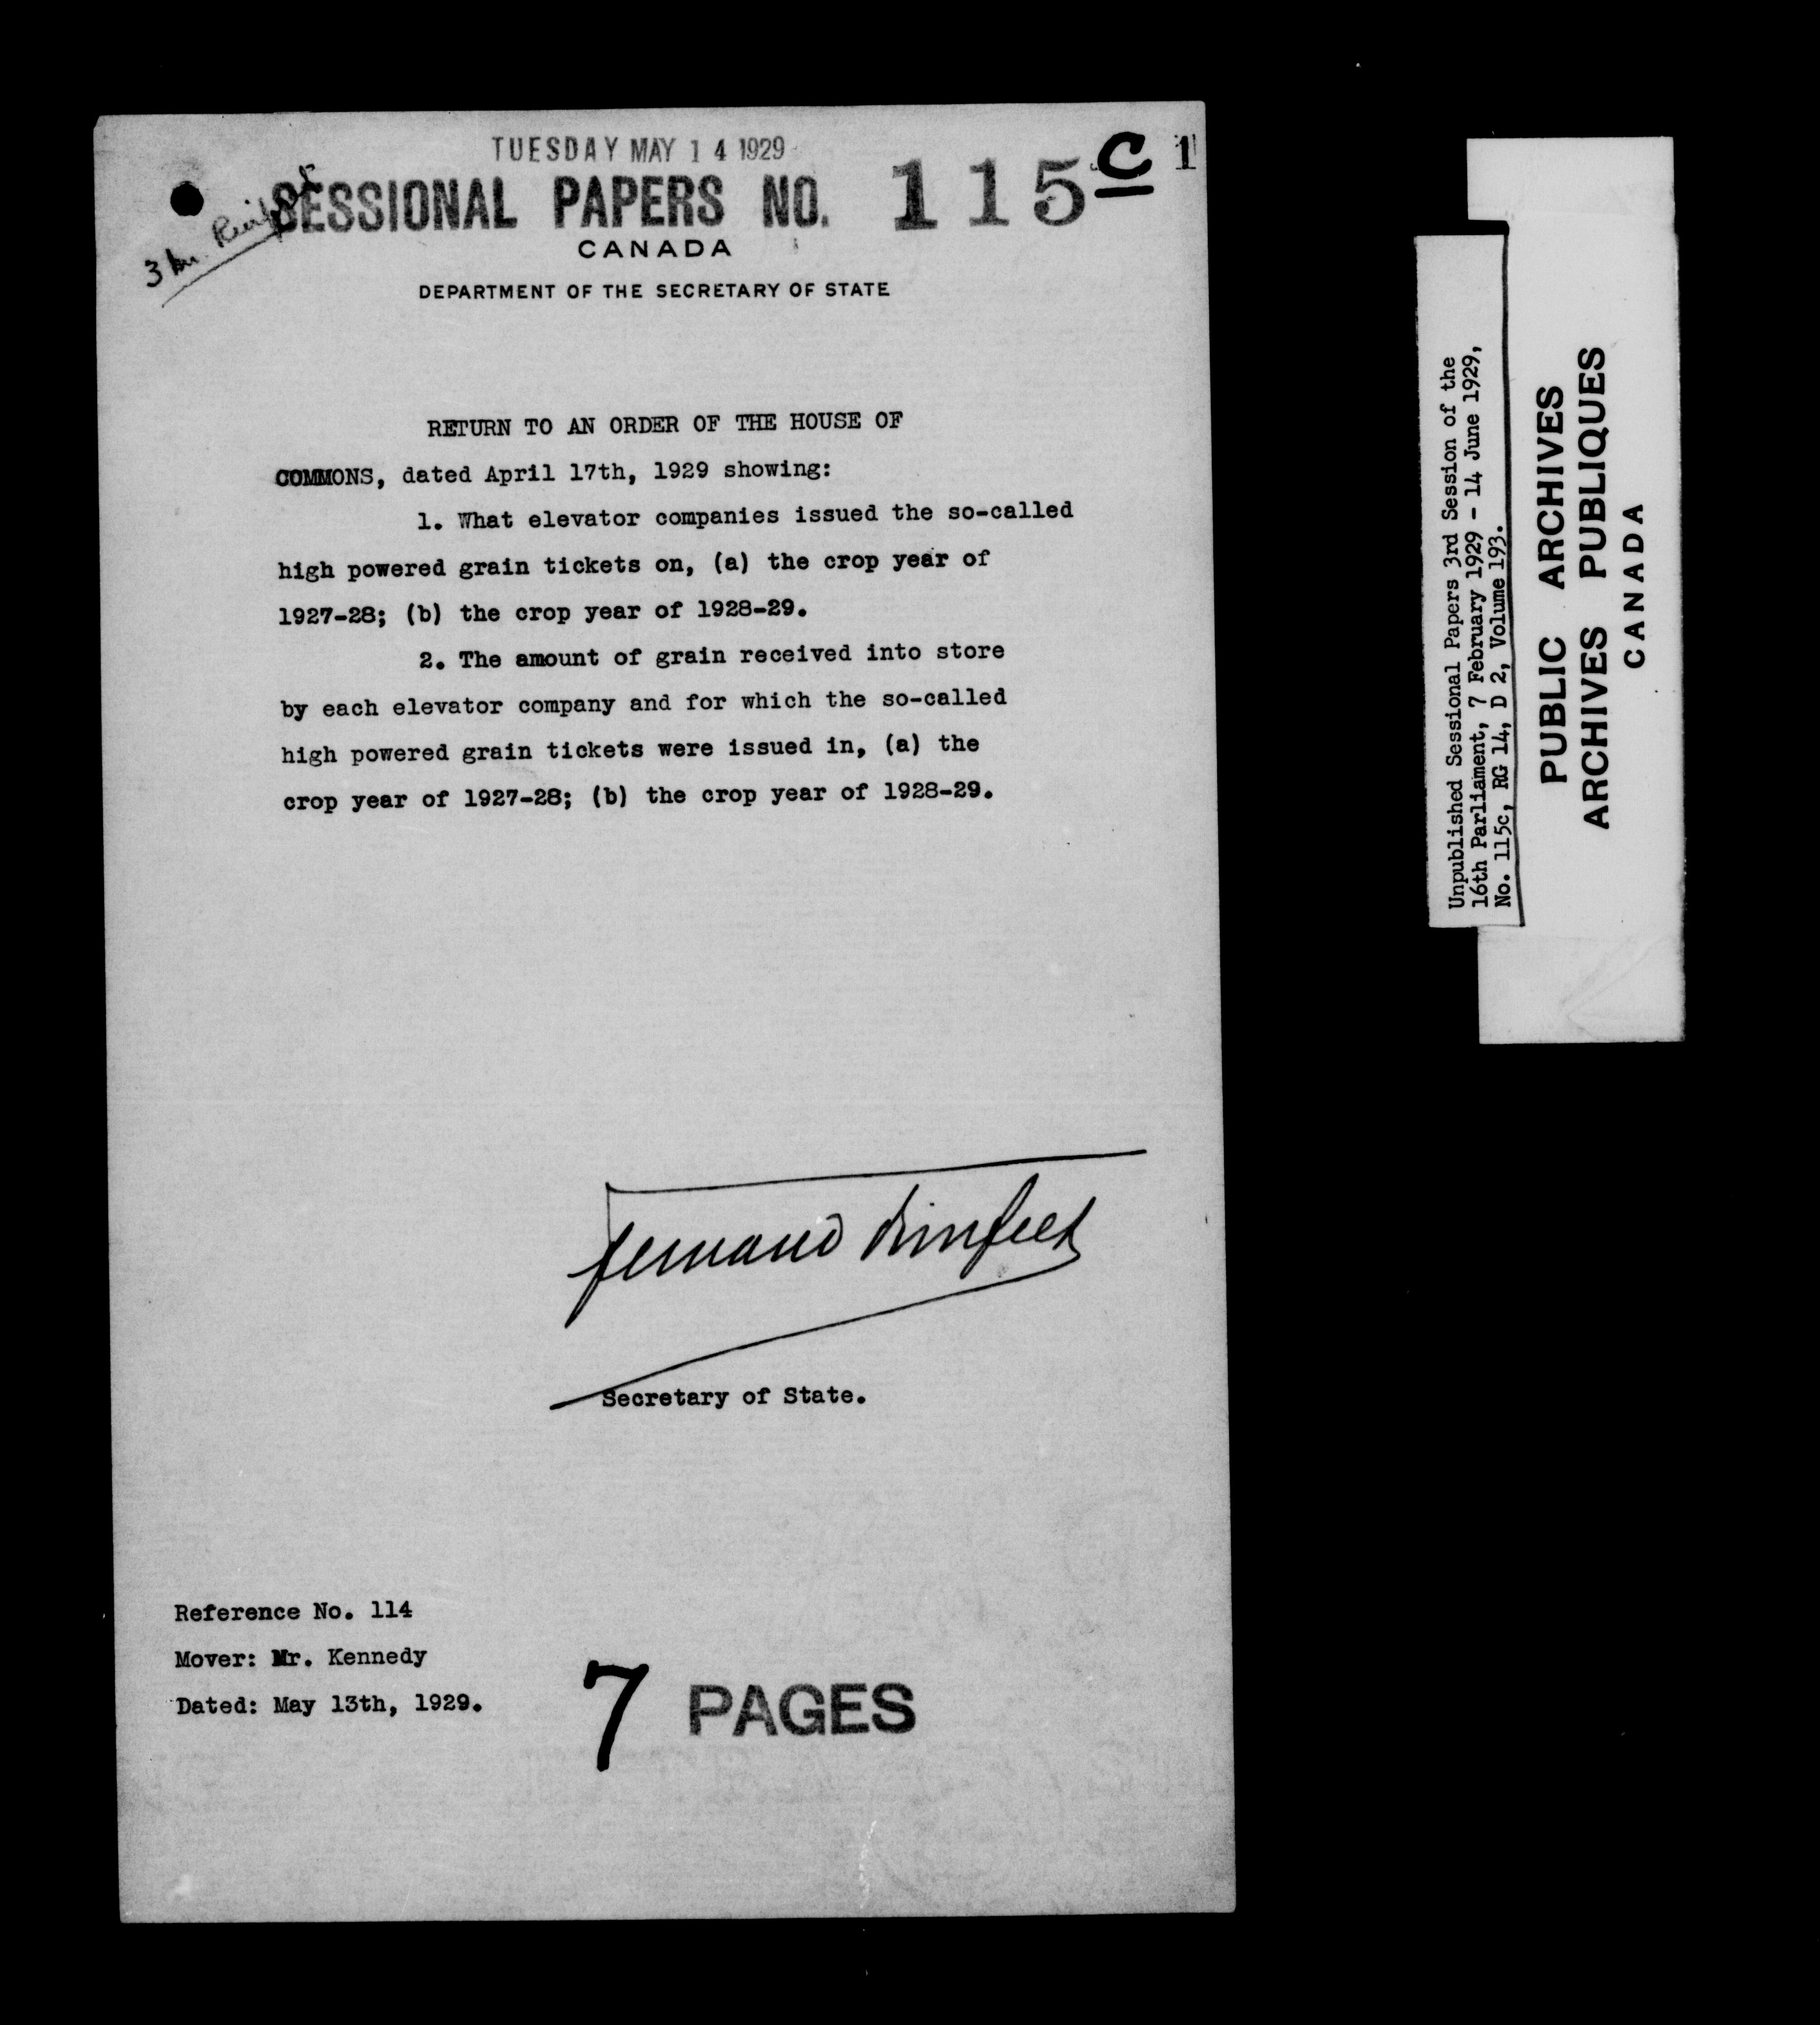 TUESDAY MAY 14 1929
SESSIONAL PAPERS NO. 115 C 1
CANADA
DEPARTMENT OF THE SECRETARY OF STATE
RETURN TO AN ORDER OF THE HOUSE OF
COMMONS, dated April 17th, 1929 showing:
1. What elevator companies issued the so-called
high powered grain tickets on, (a) the crop year of
1927-28; (b) the crop year of 1928-29.
2. The amount of grain received into store
by each elevator company and for which the so-called
high powered grain tickets were issued in, (a) the
crop year of 1927-28; (b) the crop year of 1928-29.
Secretary of State.
Reference No. 114
Mover: Mr. Kennedy
Dated: May 13th, 1929.
7 PAGES
Unpublished Sessional Papers 3rd Session of the
16th Parliament, 7 February 1929 - 14 June 1929,
No. 115c, RG 14, D 2, Volume 193.
PUBLIC ARCHIVES
ARCHIVES PUBLIQUES
CANADA